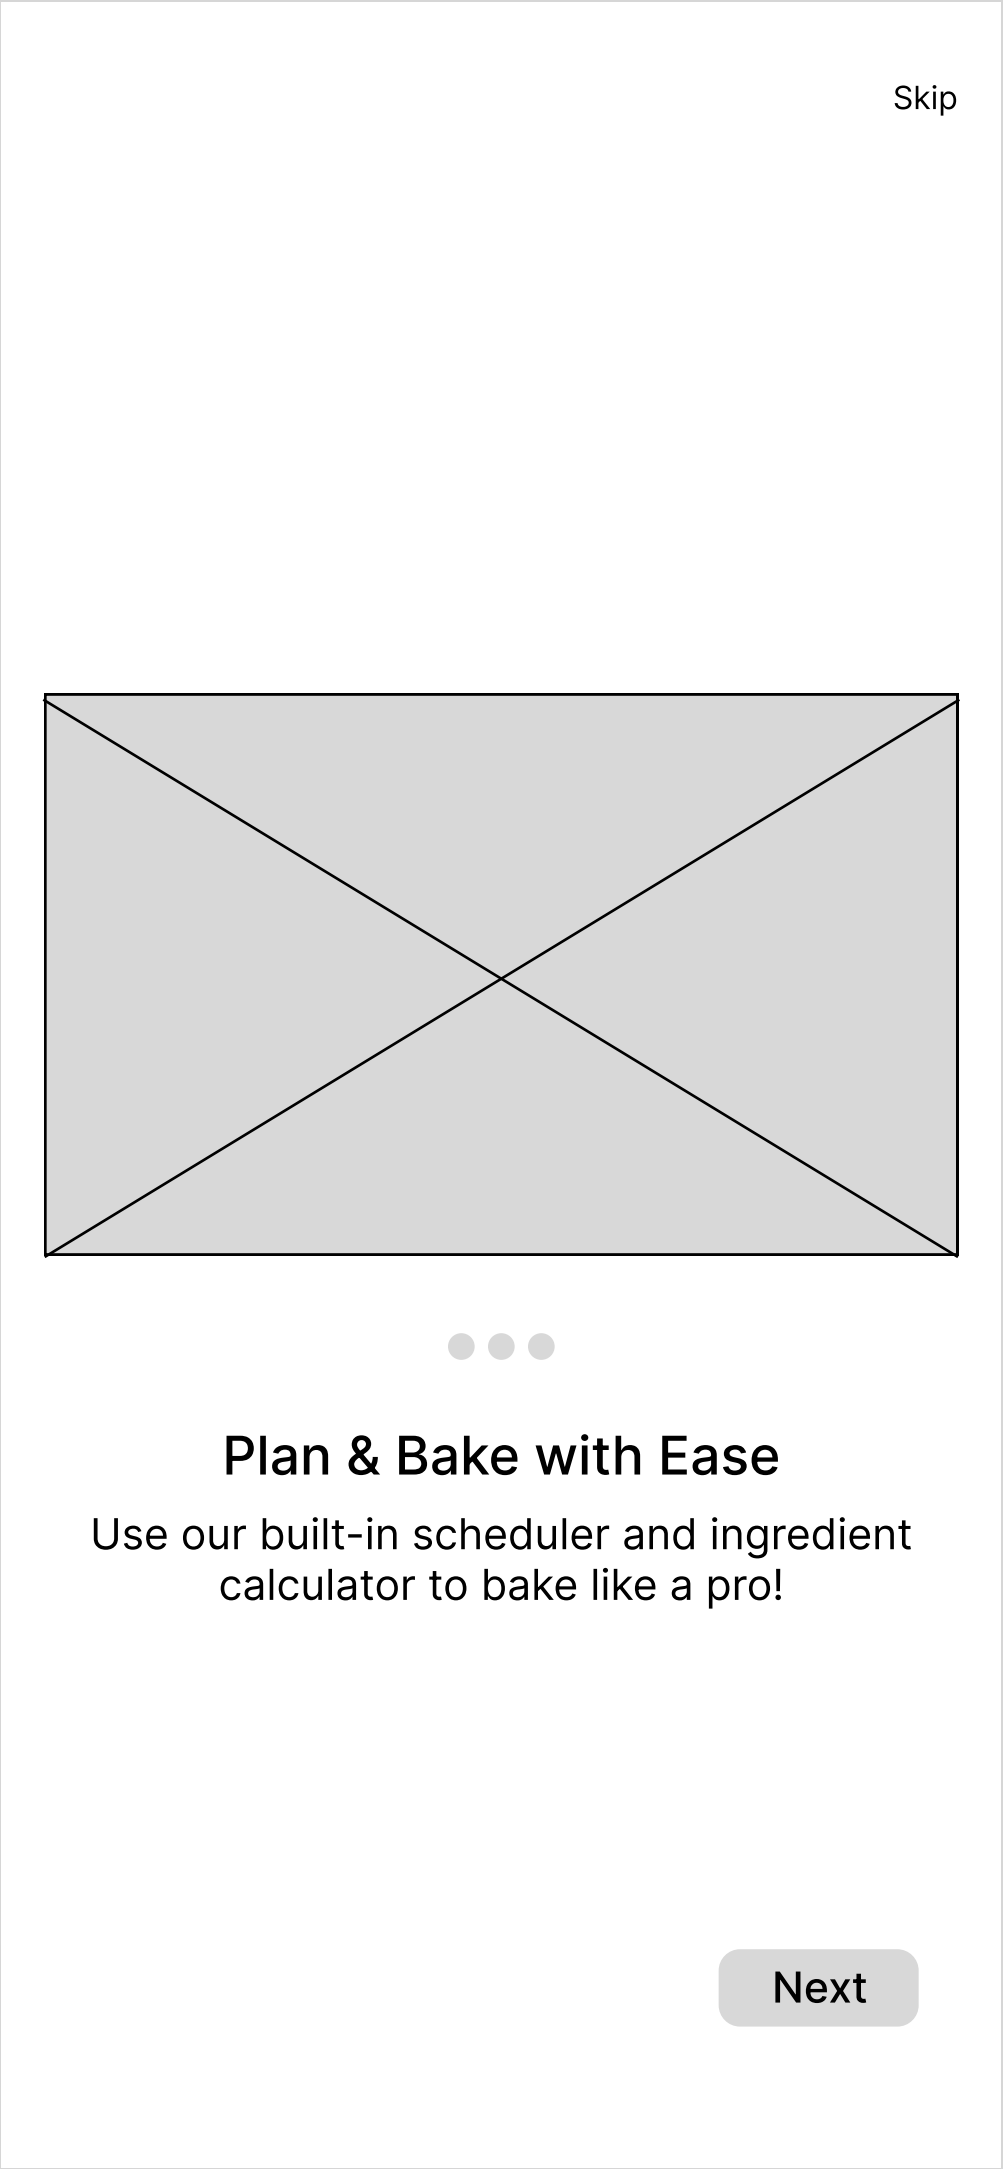 Skip
Plan & Bake with Ease
Use our built-in scheduler and ingredient
calculator to bake like a pro!
Next